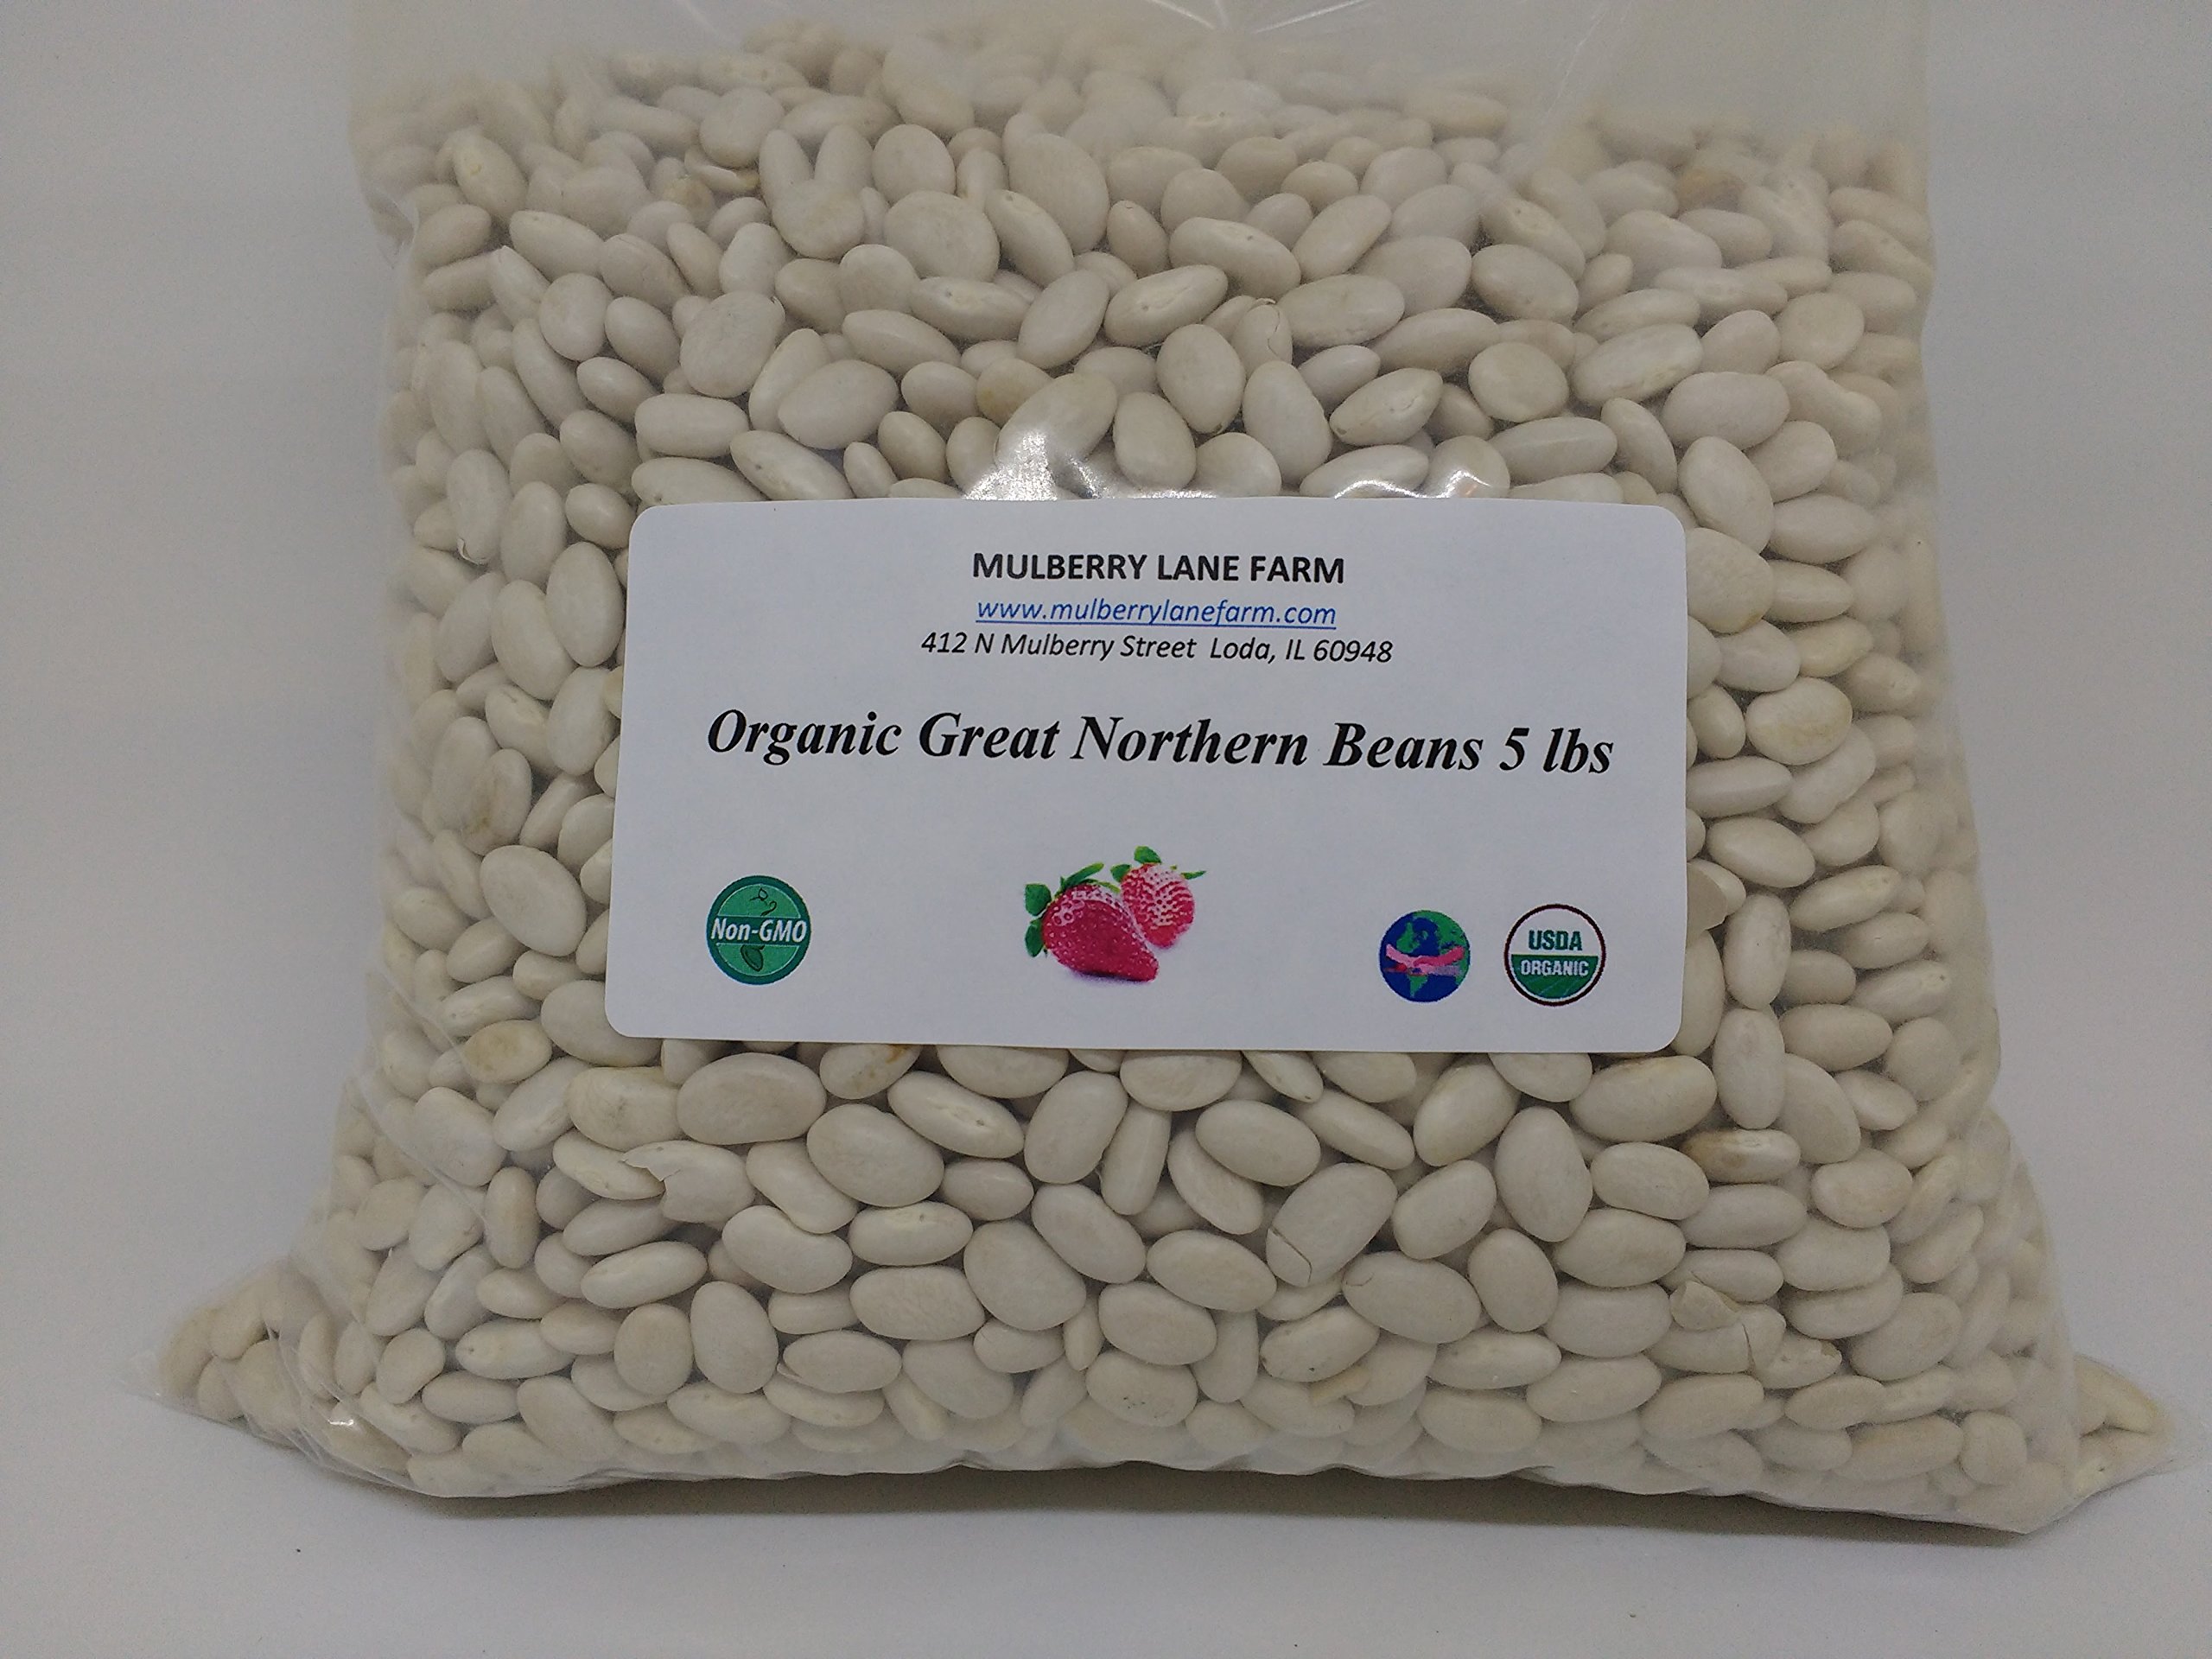 MULBERRY LANE FARM
www.mulberrylanefarm.com
412 N Mulberry Street Loda, IL 60948
Organic Great Northern Beans 5 lbs
Non-GMO
USDA
ORGANIC